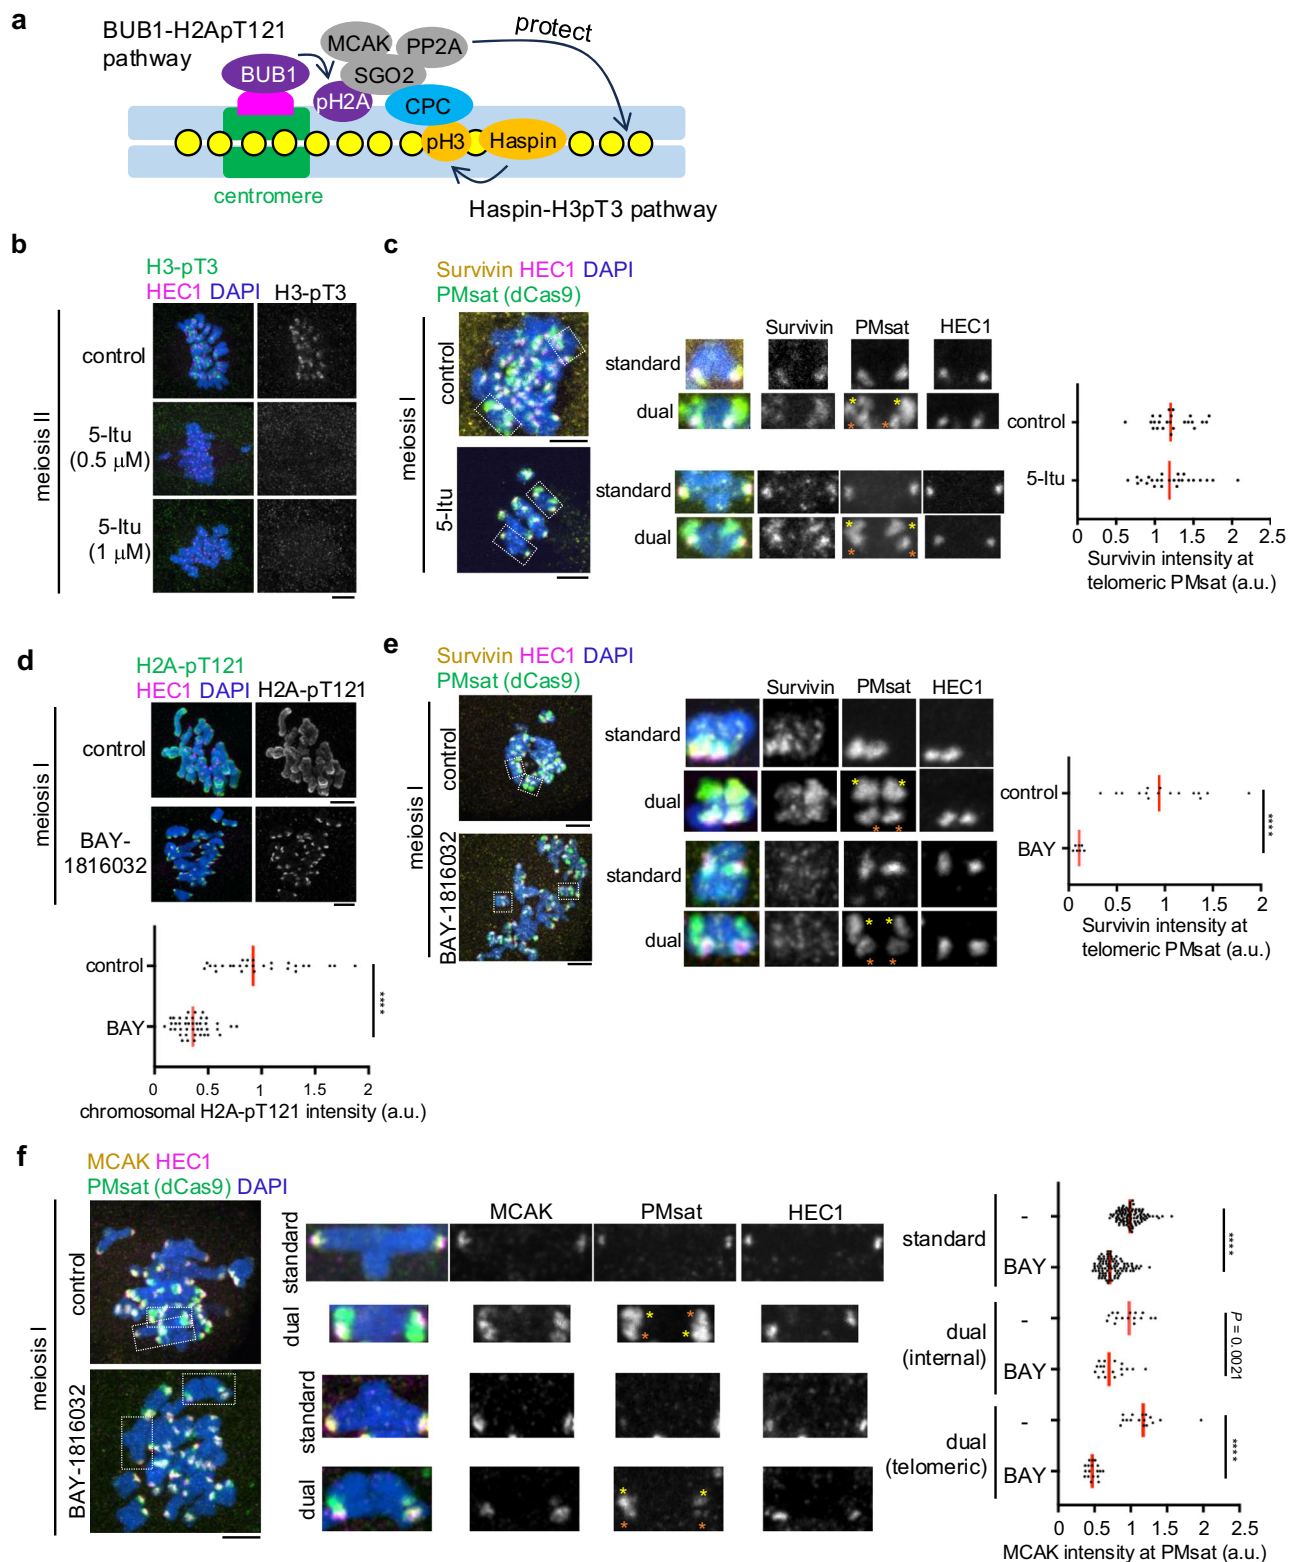 a
BUB1-H2ApT121
pathway
protect
MCAK
PP2A
BUB1
SGO2
pH2A
CPC
pH3
Haspin
centromere
Haspin-H3pT3 pathway
b
H3-pT3
HEC1 DAPI
H3-pT3
meiosis II
control
5-Itu
(0.5 µM)
5-Itu
(1 µM)
c
Survivin HEC1 DAPI
PMsat (dCas9)
meiosis I
control
5-Itu
Survivin
PMsat
HEC1
standard
dual
* *
* *
standard
dual
* *
* *
control
5-Itu
0 0.5 1 1.5 2 2.5
Survivin intensity at
telomeric PMsat (a.u.)
d
H2A-pT121
HEC1 DAPI
H2A-pT121
meiosis I
control
BAY-
1816032
control
BAY
****
0 0.5 1 1.5 2
chromosomal H2A-pT121 intensity (a.u.)
e
Survivin HEC1 DAPI
PMsat (dCas9)
meiosis I
control
BAY-1816032
Survivin
PMsat
HEC1
standard
dual
* *
* *
standard
dual
* *
* *
control
BAY
****
0 0.5 1 1.5 2
Survivin intensity at
telomeric PMsat (a.u.)
f
MCAK HEC1
PMsat (dCas9) DAPI
meiosis I
control
BAY-1816032
MCAK
PMsat
HEC1
standard
dual
* *
* *
standard
dual
* *
* *
standard
-
BAY
****
dual
(internal)
-
BAY
P = 0.0021
dual
(telomeric)
-
BAY
****
0 0.5 1 1.5 2 2.5
MCAK intensity at PMsat (a.u.)